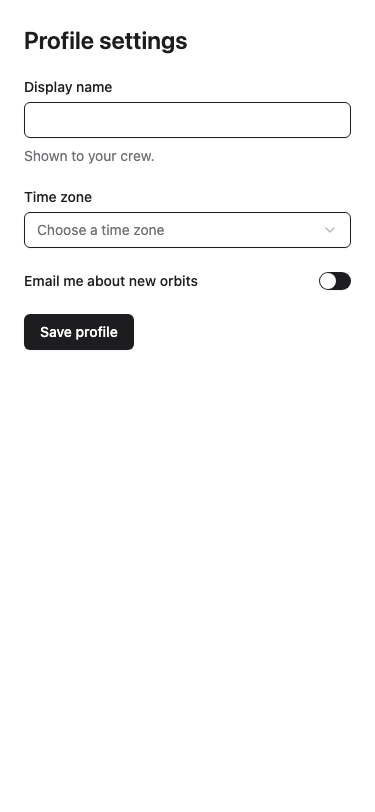 Profile settings
Display name
Shown to your crew.
Time zone
Choose a time zone
Email me about new orbits
Save profile